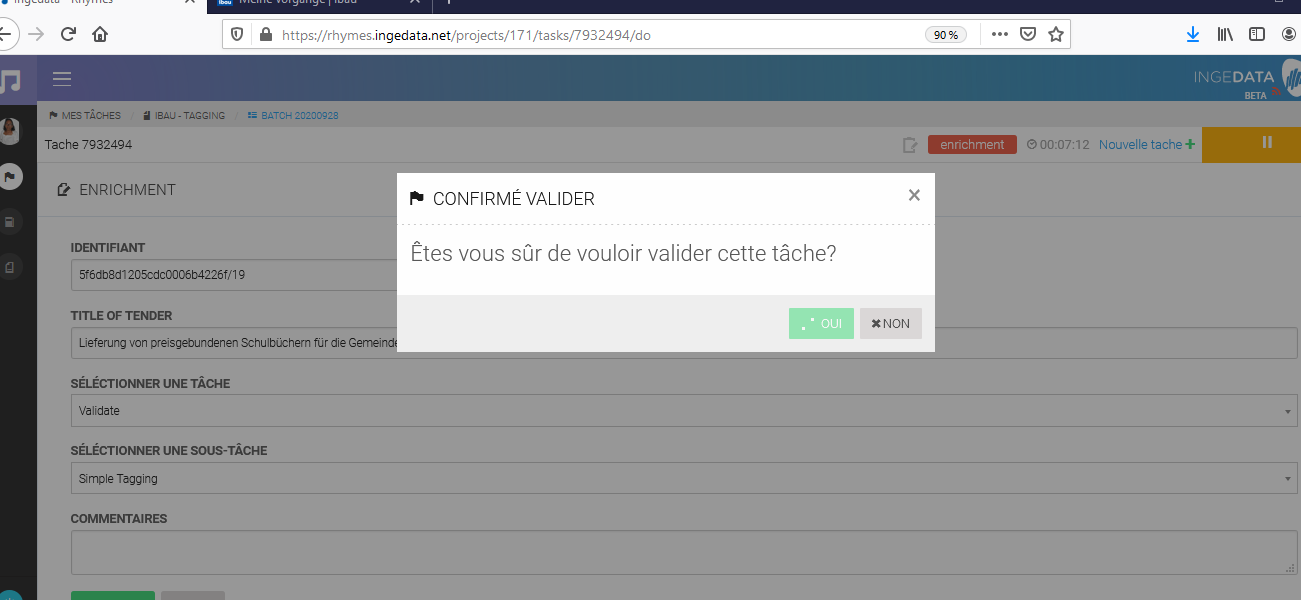 Ingedata - Rhymes
ibau Meine Vorgänge | ibau
https://rhymes.ingedata.net/projects/171/tasks/7932494/do
90 %
INGEDATA
BETA
MES TÂCHES / IBAU - TAGGING / BATCH 20200928
Tache 7932494
enrichment
00:07:12
Nouvelle tache
ENRICHMENT
CONFIRMÉ VALIDER
Êtes vous sûr de vouloir valider cette tâche?
OUI
NON
IDENTIFIANT
5f6db8d1205cdc0006b4226f/19
TITLE OF TENDER
Lieferung von preisgebundenen Schulbüchern für die Gemeinde
SÉLÉCTIONNER UNE TÂCHE
Validate
SÉLÉCTIONNER UNE SOUS-TÂCHE
Simple Tagging
COMMENTAIRES